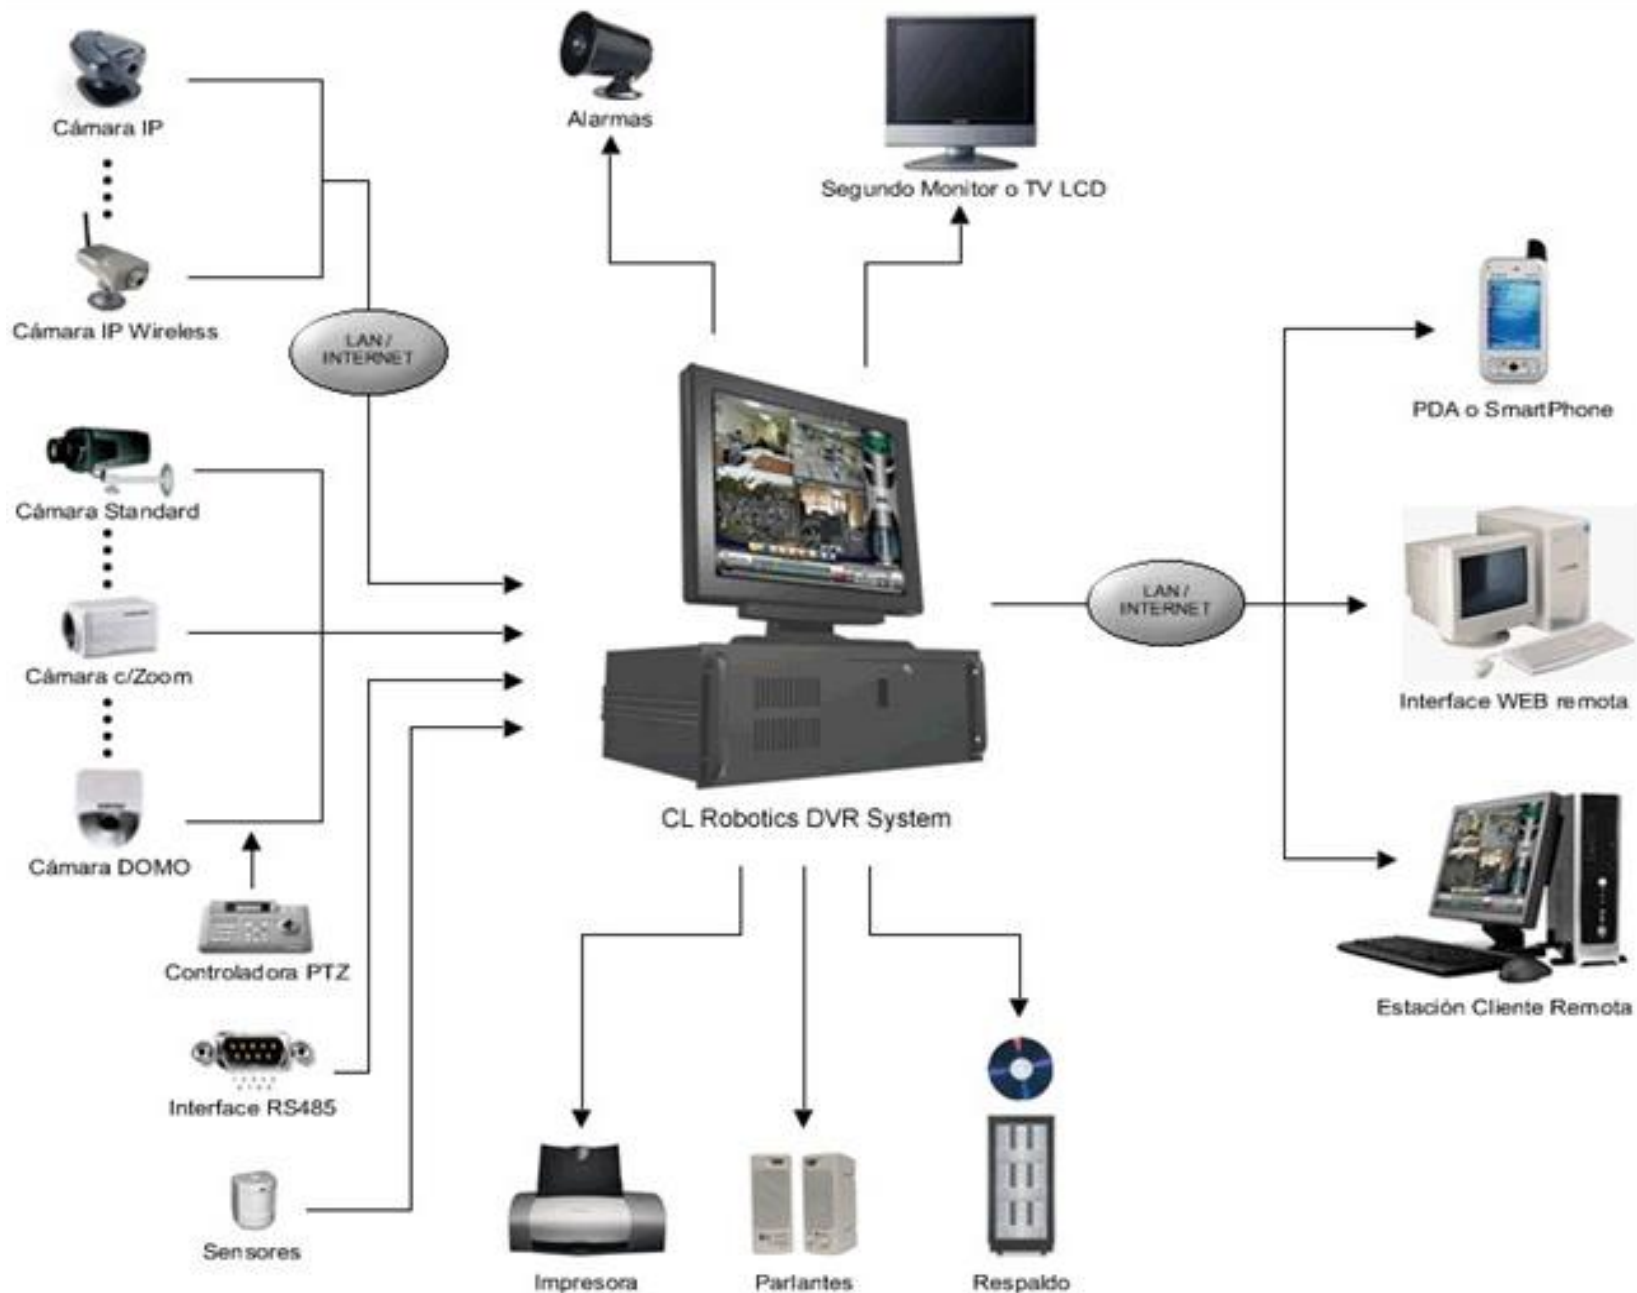 Alarmas
Segundo Monitor o TV LCD
Cámara IP
Cámara IP Wireless
LAN /
INTERNET
PDA o SmartPhone
Cámara Standard
LAN /
INTERNET
Cámara c/Zoom
Interface WEB remota
CL Robotics DVR System
Cámara DOMO
Controladora PTZ
Estación Cliente Remota
Interface RS485
Sensores
Impresora
Parlantes
Respaldo